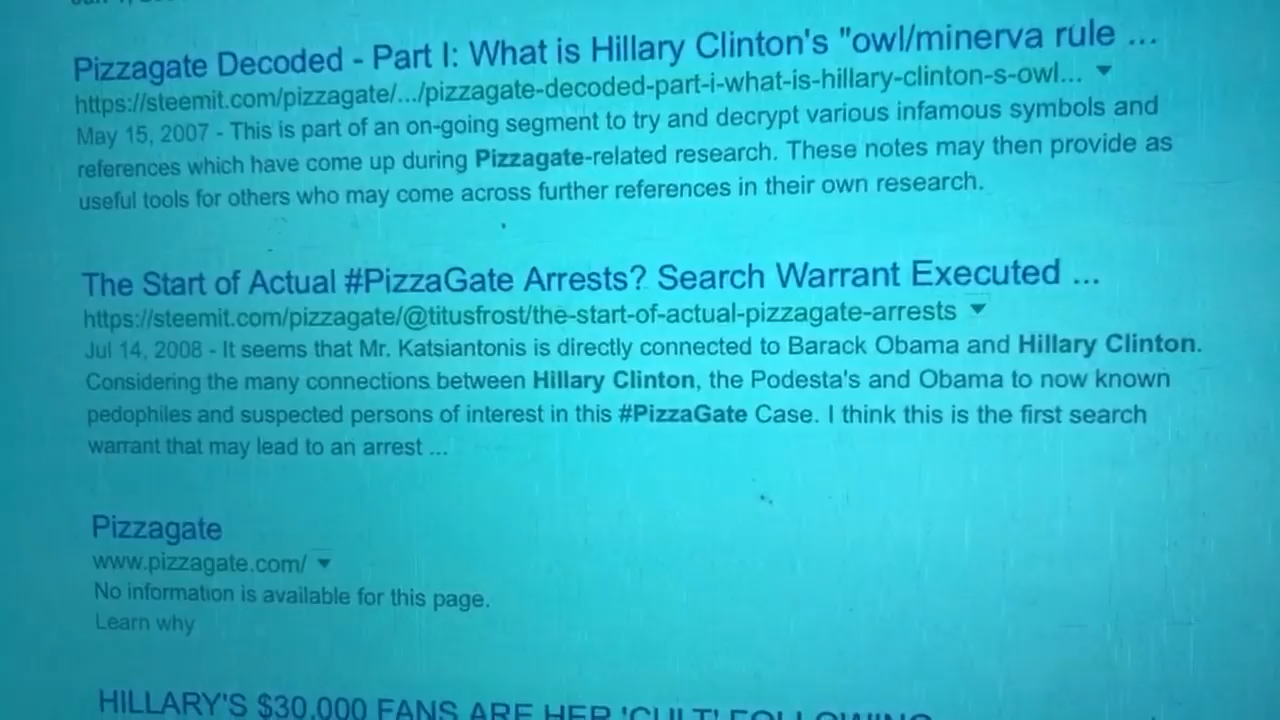 Pizzagate Decoded - Part I: What is Hillary Clinton's "owl/minerva rule ...
https://steemit.com/pizzagate/.../pizzagate-decoded-part-i-what-is-hillary-clinton-s-owl...
May 15, 2007 - This is part of an on-going segment to try and decrypt various infamous symbols and
references which have come up during Pizzagate-related research. These notes may then provide as
useful tools for others who may come across further references in their own research.
The Start of Actual #PizzaGate Arrests? Search Warrant Executed ...
https://steemit.com/pizzagate/@titusfrost/the-start-of-actual-pizzagate-arrests
Jul 14, 2008 - It seems that Mr. Katsiantonis is directly connected to Barack Obama and Hillary Clinton.
Considering the many connections between Hillary Clinton, the Podesta's and Obama to now known
pedophiles and suspected persons of interest in this #PizzaGate Case. I think this is the first search
warrant that may lead to an arrest ...
Pizzagate
www.pizzagate.com/
No information is available for this page.
Learn why
HILLARY'S $30,000 FANS ARE HER 'CULT' FOLLOWING